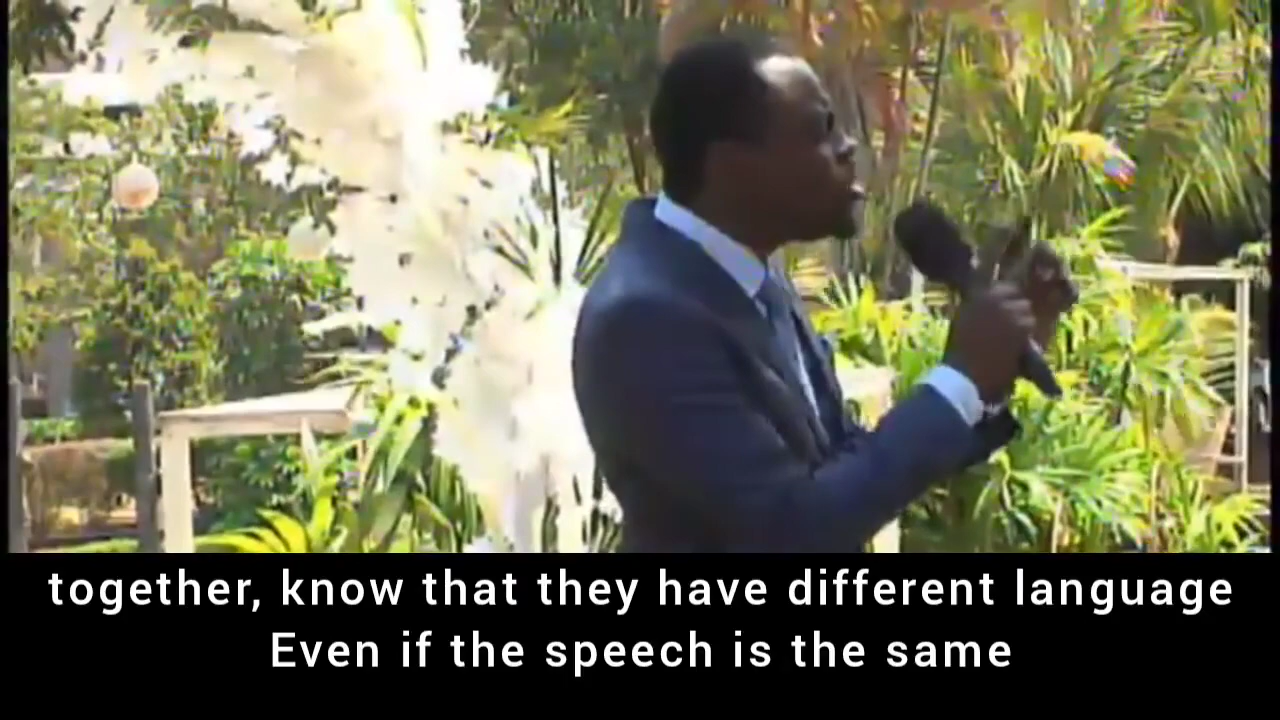 together, know that they have different language
Even if the speech is the same